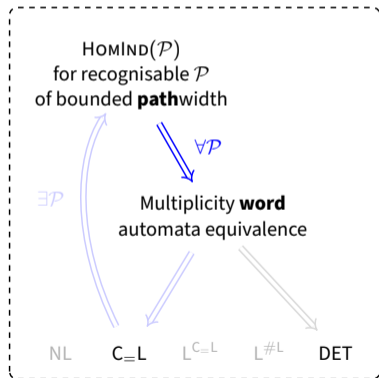 HOMIND(𝒫)
for recognisable 𝒫
of bounded pathwidth
∀𝒫
∃𝒫
Multiplicity word
automata equivalence
NL C₌L L^{C₌L} L^{#L} DET